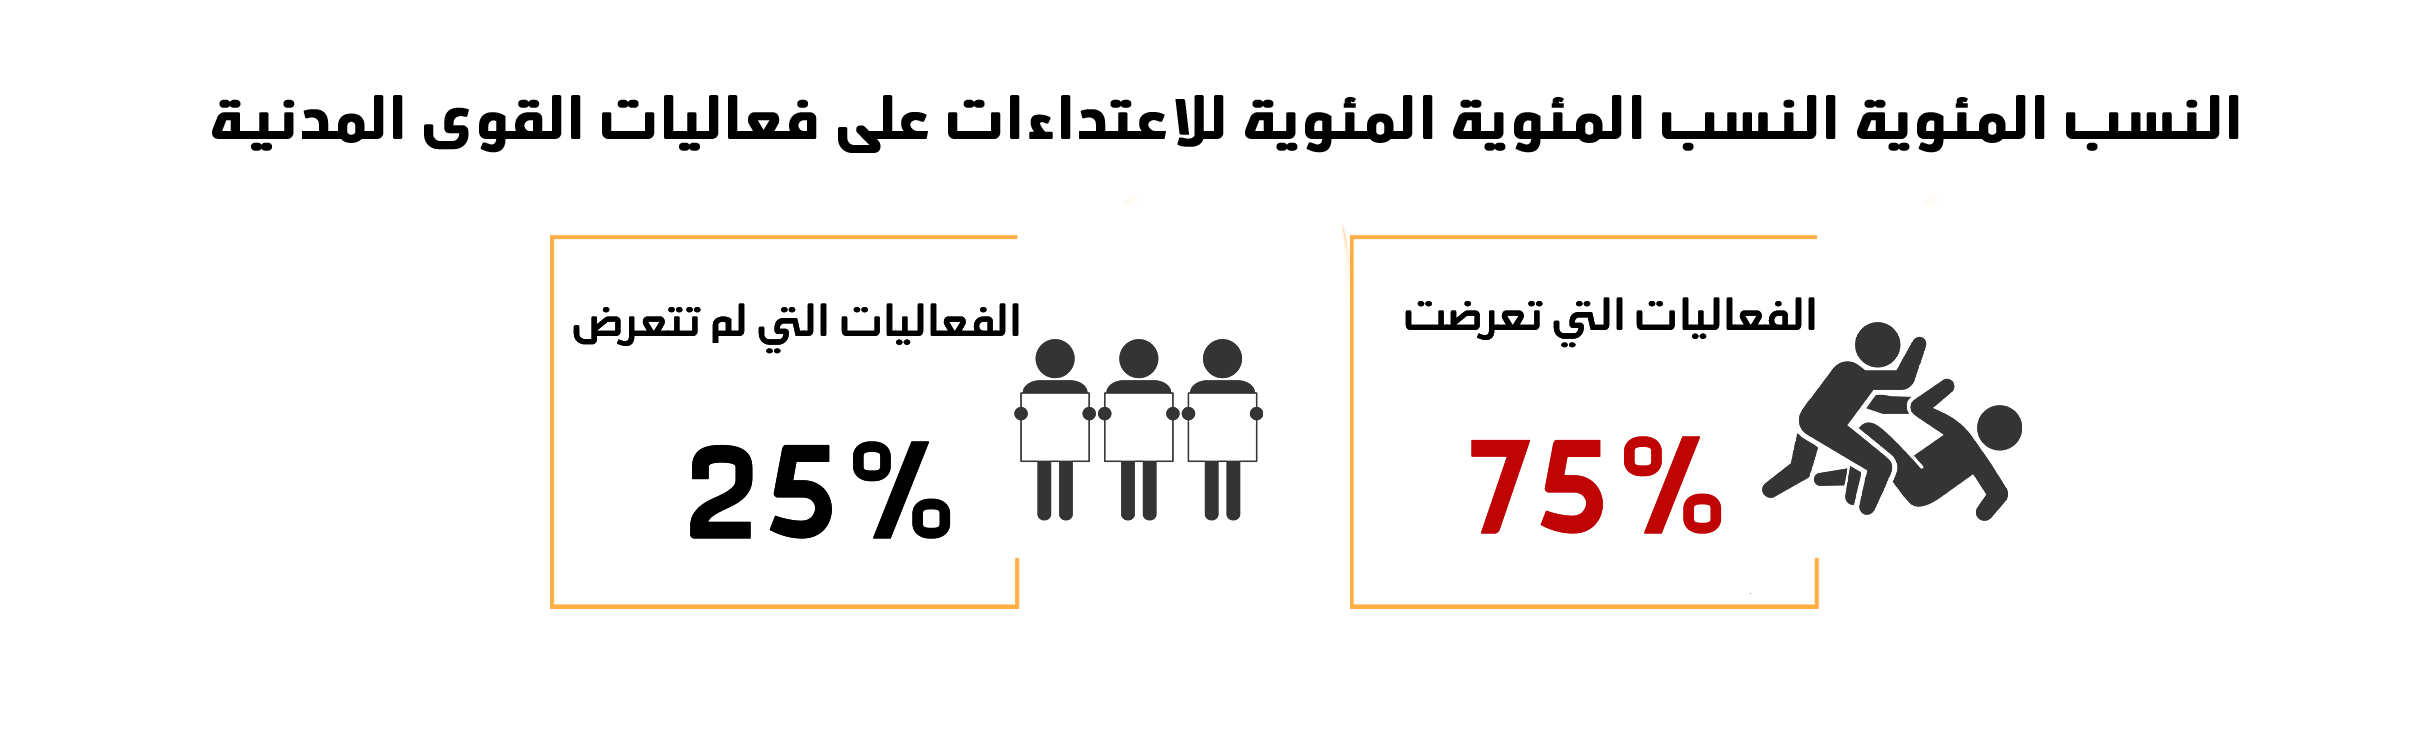 النسب المئوية النسب المئوية المئوية للاعتداءات على فعاليات القوى المدنية
الفعاليات التي تعرضت
75%
الفعاليات التي لم تتعرض
25%